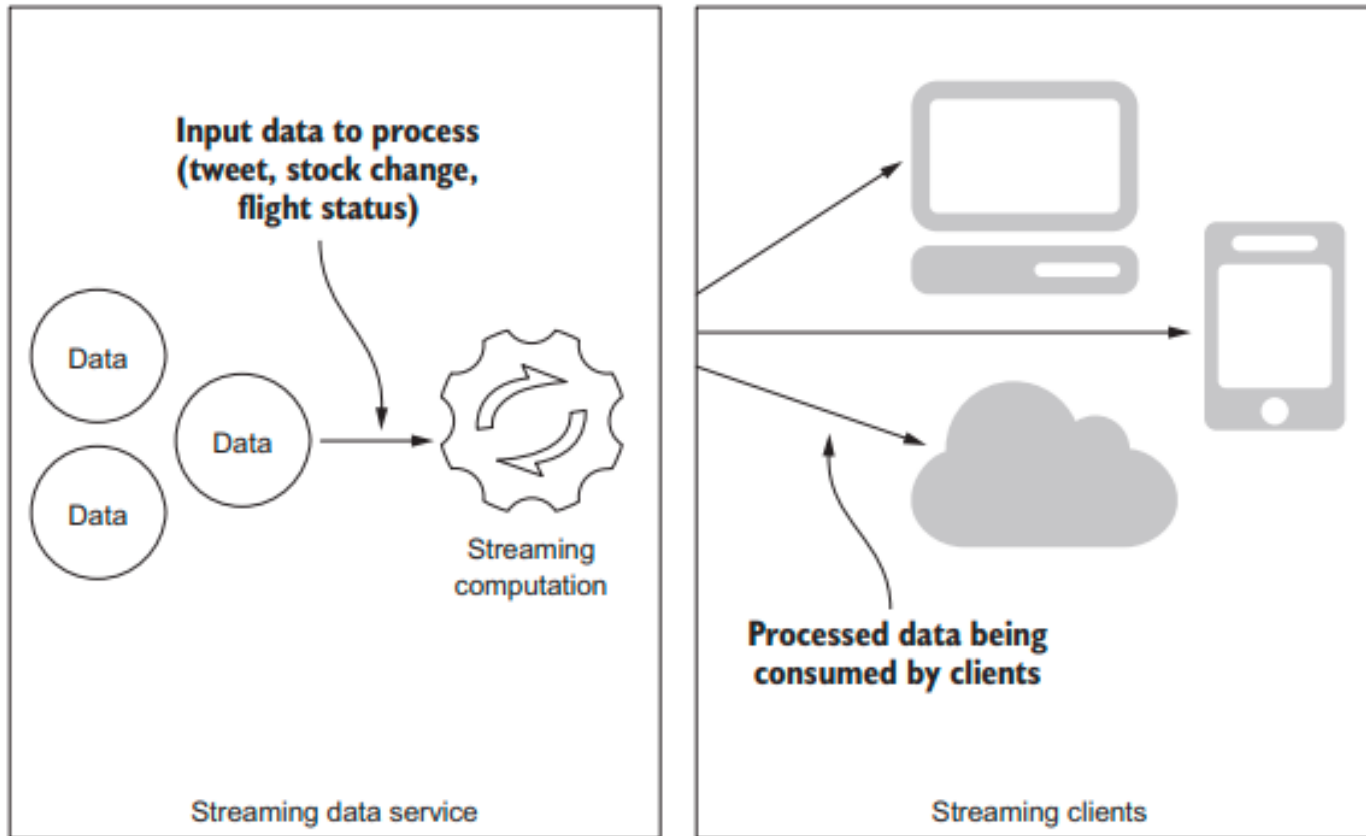 Input data to process
(tweet, stock change,
flight status)
Data
Data
Data
Streaming
computation
Streaming data service
Processed data being
consumed by clients
Streaming clients